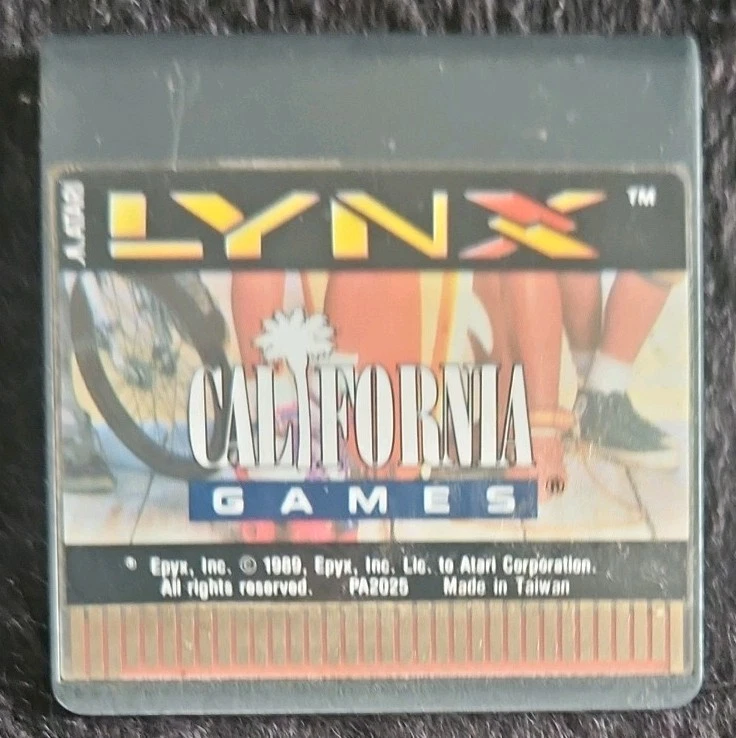 ATARI
LYNX™
CALIFORNIA
GAMES®
® Epyx, Inc. © 1989, Epyx, Inc. Lic. to Atari Corporation.
All rights reserved. PA2025 Made in Taiwan